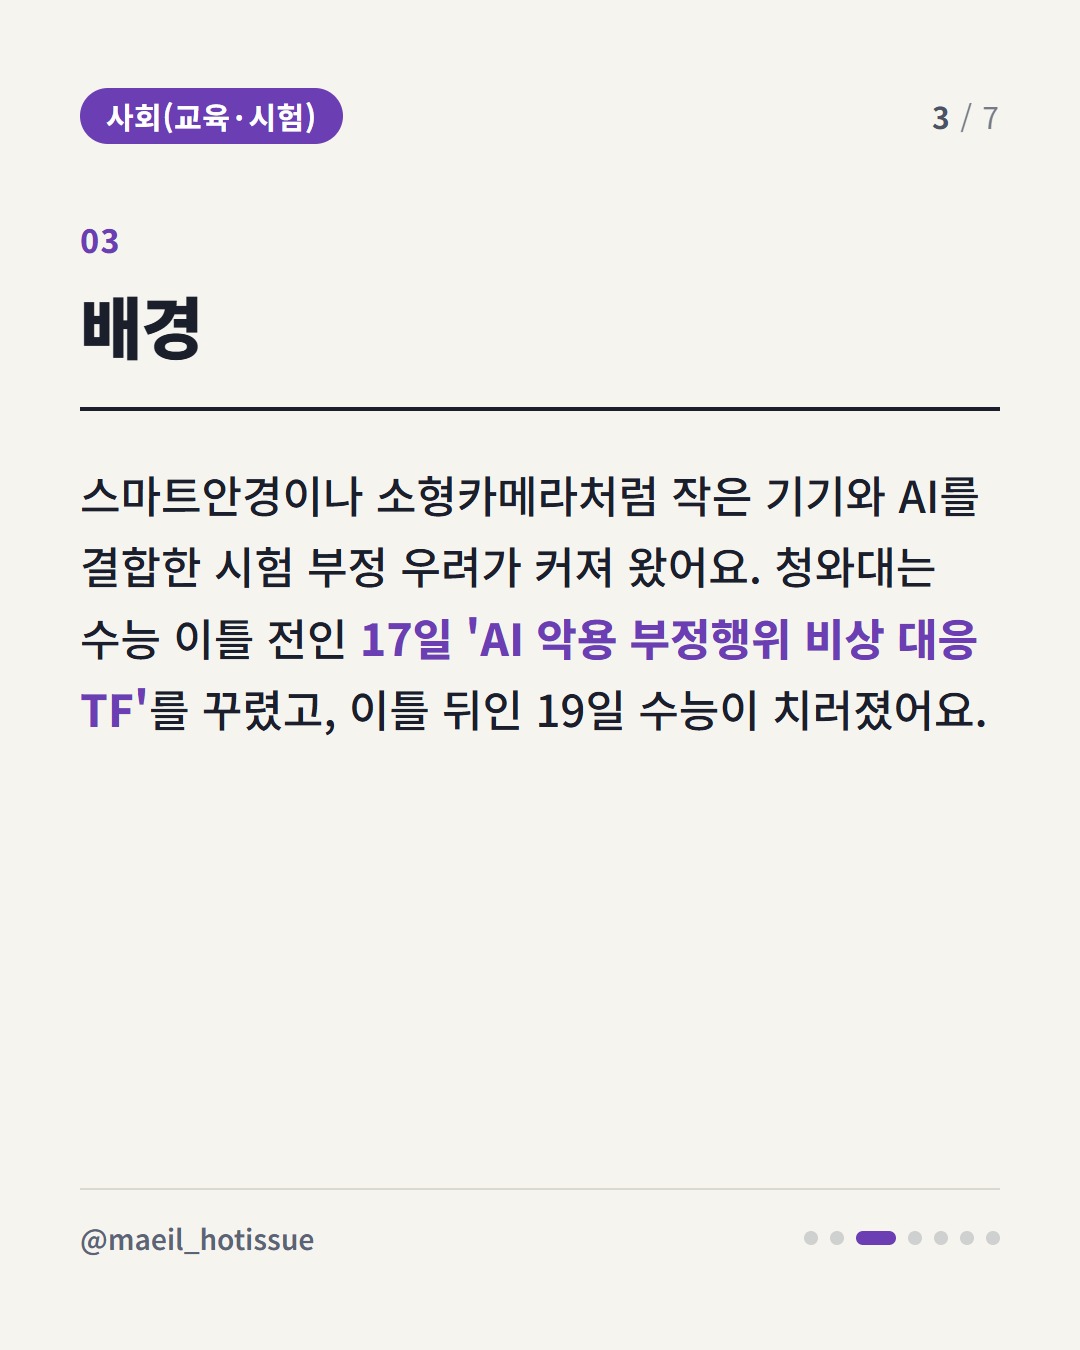 사회(교육·시험)
3 / 7
03
배경
스마트안경이나 소형카메라처럼 작은 기기와 AI를
결합한 시험 부정 우려가 커져 왔어요. 청와대는
수능 이틀 전인 17일 'AI 악용 부정행위 비상 대응
TF'를 꾸렸고, 이틀 뒤인 19일 수능이 치러졌어요.
@maeil_hotissue